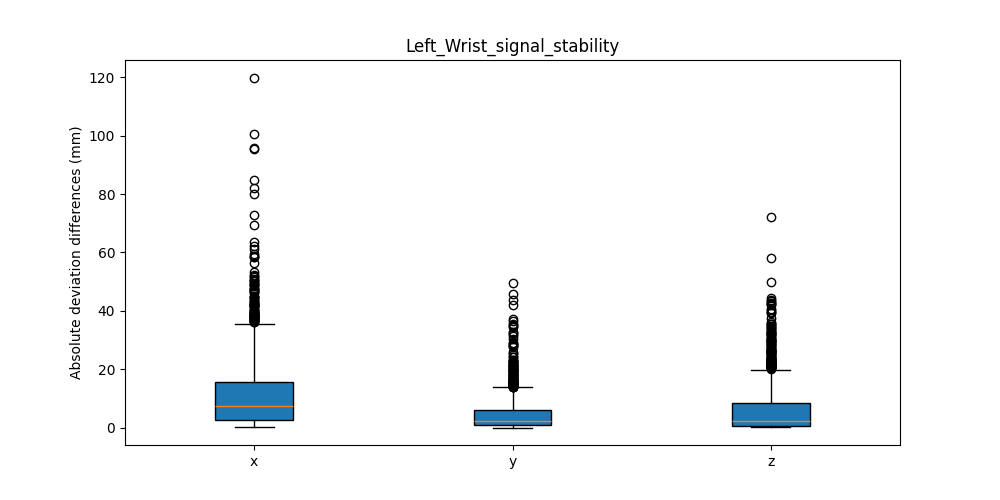 Left_Wrist_signal_stability
Absolute deviation differences (mm)
120
100
80
60
40
20
0
x y z